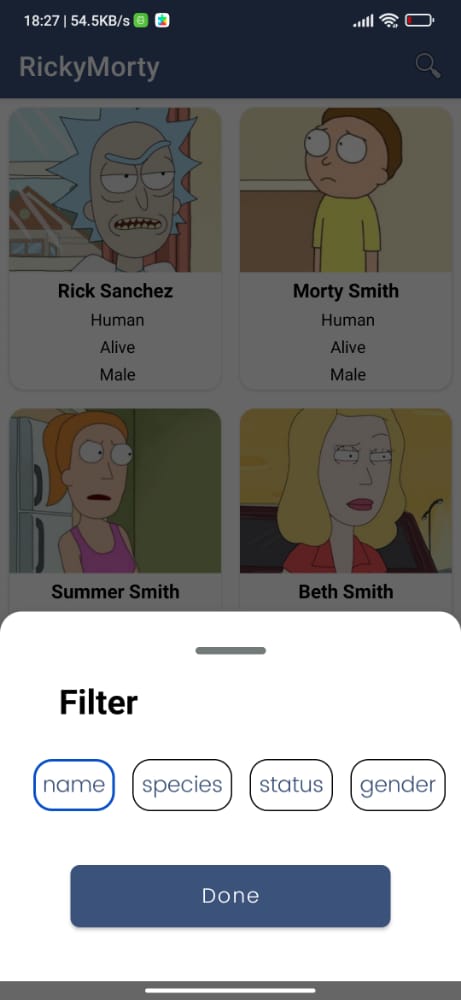 18:27 | 54.5KB/s
RickyMorty
Rick Sanchez
Human
Alive
Male
Morty Smith
Human
Alive
Male
Summer Smith
Beth Smith
Filter
name
species
status
gender
Done